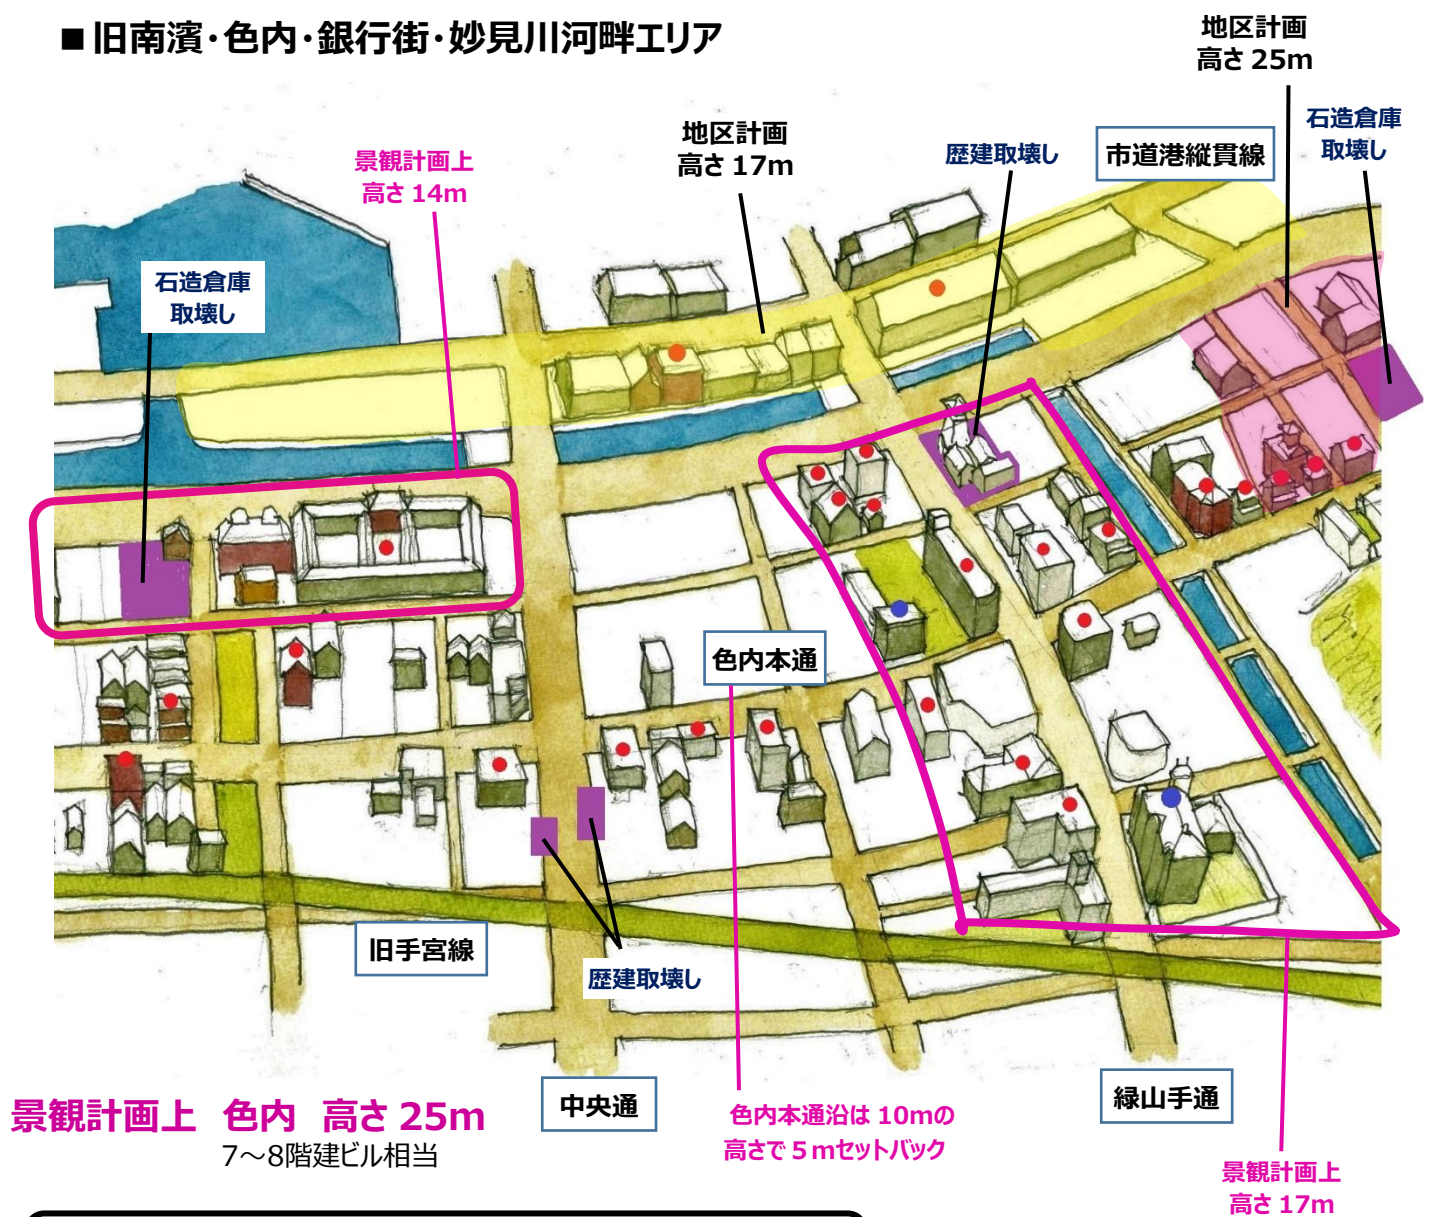 ■旧南濱・色内・銀行街・妙見川河畔エリア
地区計画
高さ 25m
地区計画
高さ 17m
石造倉庫
取壊し
市道港縦貫線
歴建取壊し
景観計画上
高さ 14m
石造倉庫
取壊し
色内本通
旧手宮線
歴建取壊し
中央通
緑山手通
景観計画上 色内 高さ 25m
7～8階建ビル相当
色内本通沿は 10mの
高さで 5 mセットバック
景観計画上
高さ 17m